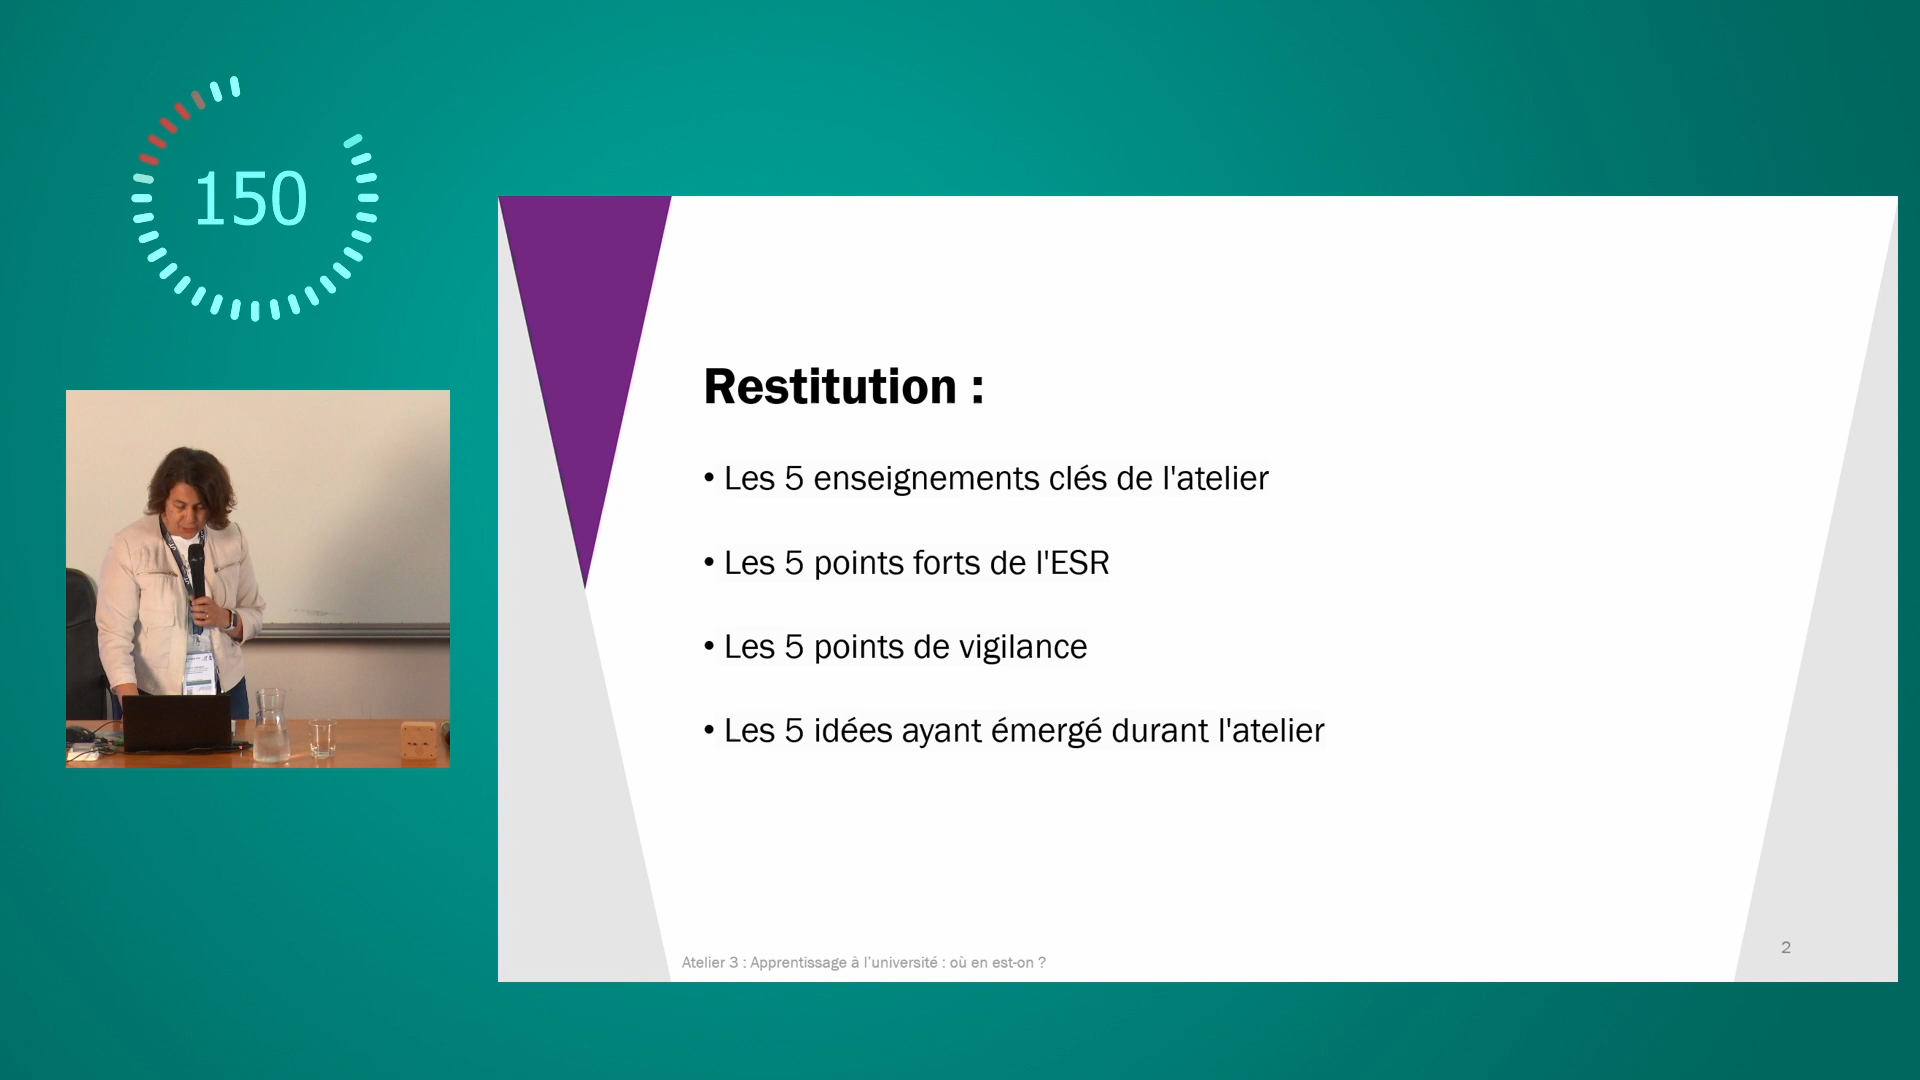 150
Restitution :
• Les 5 enseignements clés de l'atelier
• Les 5 points forts de l'ESR
• Les 5 points de vigilance
• Les 5 idées ayant émergé durant l'atelier
Atelier 3 : Apprentissage à l'université : où en est-on ?
2